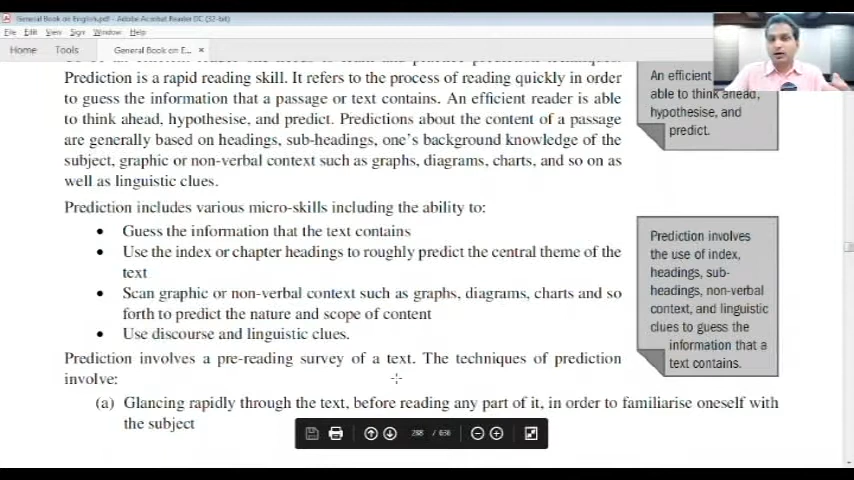 General Book on English.pdf - Adobe Acrobat Reader DC (32-bit)
File Edit View Sign Window Help
Home Tools General Book on E... ×
Prediction is a rapid reading skill. It refers to the process of reading quickly in order
to guess the information that a passage or text contains. An efficient reader is able
to think ahead, hypothesise, and predict. Predictions about the content of a passage
are generally based on headings, sub-headings, one's background knowledge of the
subject, graphic or non-verbal context such as graphs, diagrams, charts, and so on as
well as linguistic clues.
An efficient
able to think ahead,
hypothesise, and
predict.
Prediction includes various micro-skills including the ability to:
• Guess the information that the text contains
• Use the index or chapter headings to roughly predict the central theme of the
text
• Scan graphic or non-verbal context such as graphs, diagrams, charts and so
forth to predict the nature and scope of content
• Use discourse and linguistic clues.
Prediction involves
the use of index,
headings, sub-
headings, non-verbal
context, and linguistic
clues to guess the
information that a
text contains.
Prediction involves a pre-reading survey of a text. The techniques of prediction
involve:
(a) Glancing rapidly through the text, before reading any part of it, in order to familiarise oneself with
the subject
288 / 636